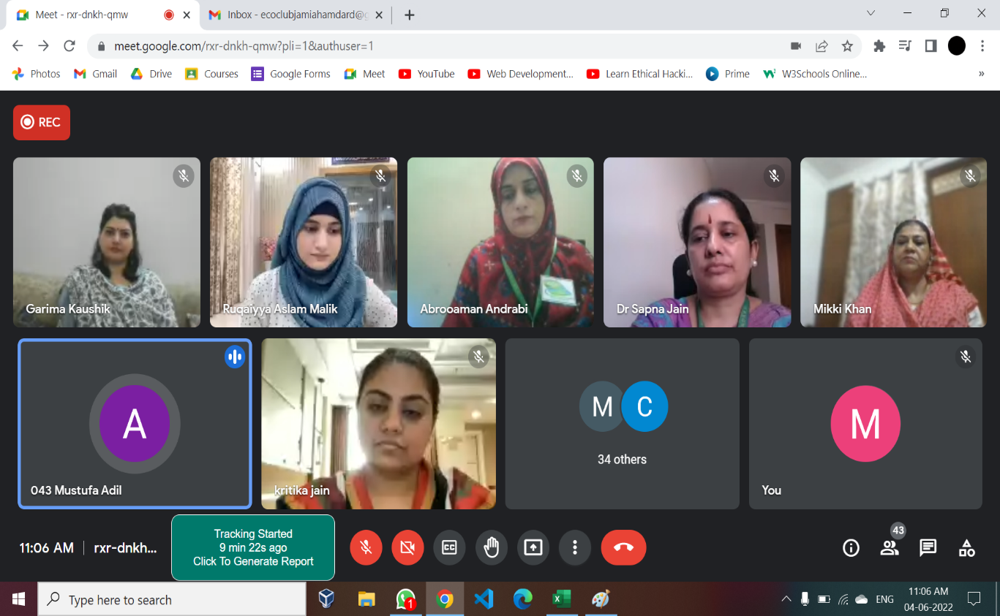 Meet - rxr-dnkh-qmw
Inbox - ecoclubjamiahamdard@g
meet.google.com/rxr-dnkh-qmw?pli=1&authuser=1
Photos Gmail Drive Courses Google Forms Meet YouTube Web Development... Learn Ethical Hacki... Prime W3Schools Online... »
REC
Garima Kaushik
Ruqaiyya Aslam Malik
Abrooaman Andrabi
Dr Sapna Jain
Mikki Khan
A
043 Mustufa Adil
kritika jain
M C
34 others
M
You
11:06 AM rxr-dnkh...
Tracking Started
9 min 22s ago
Click To Generate Report
CC
43
Type here to search
1
ENG
11:06 AM
04-06-2022